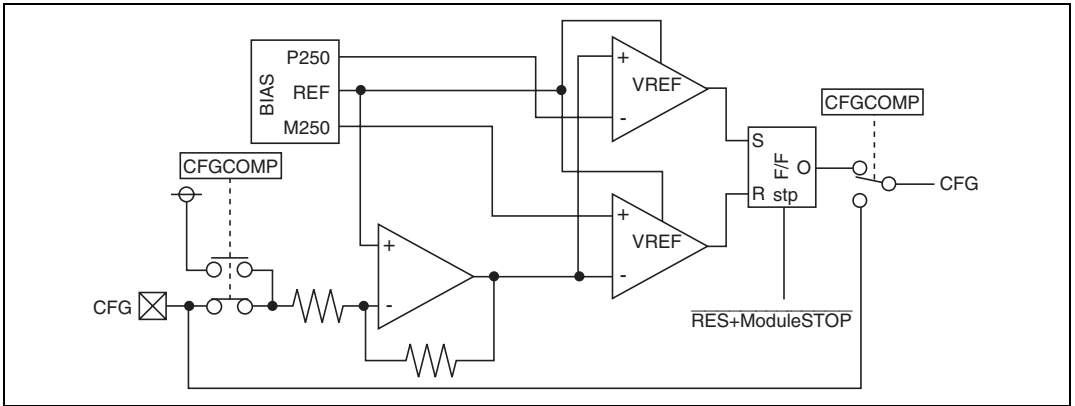 P250
BIAS
REF
M250
+
VREF
-
CFGCOMP
S
F/F
O
R
stp
CFG
CFGCOMP
+
VREF
-
+
-
CFG
RES+ModuleSTOP